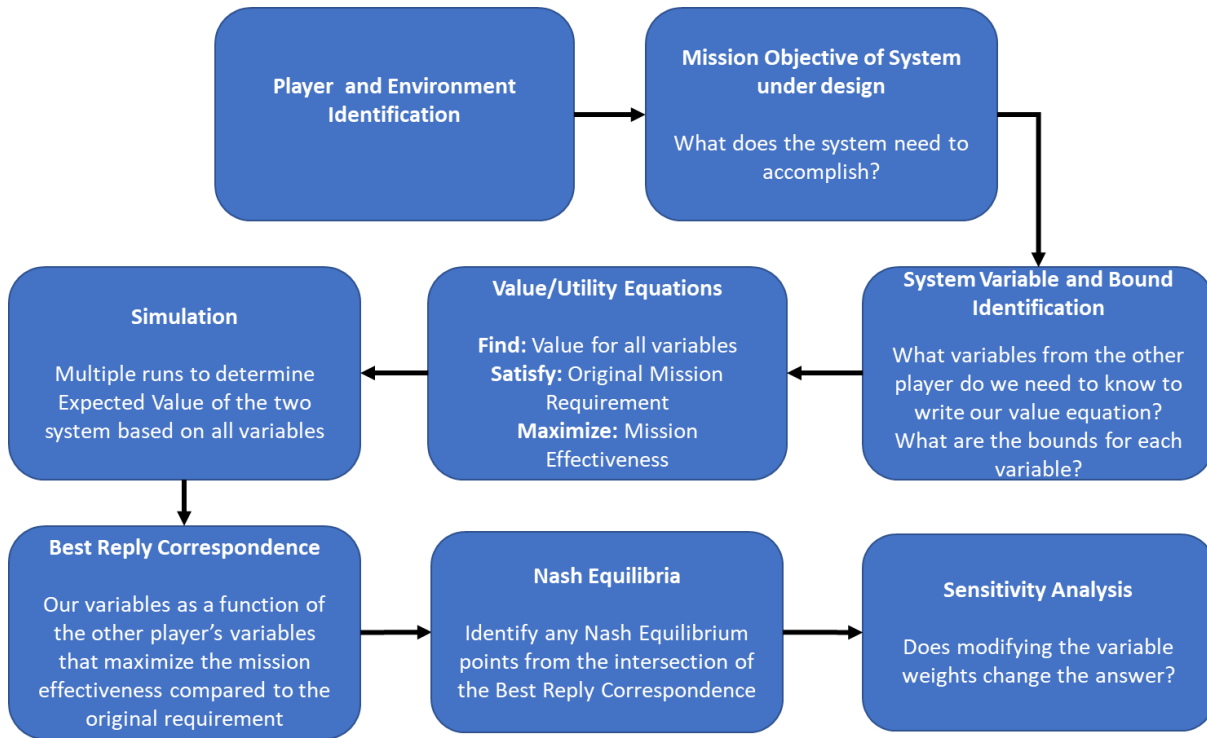 Player and Environment
Identification
Mission Objective of System
under design
What does the system need to
accomplish?
System Variable and Bound
Identification
What variables from the other
player do we need to know to
write our value equation?
What are the bounds for each
variable?
Value/Utility Equations
Find: Value for all variables
Satisfy: Original Mission
Requirement
Maximize: Mission
Effectiveness
Simulation
Multiple runs to determine
Expected Value of the two
system based on all variables
Best Reply Correspondence
Our variables as a function of
the other player's variables
that maximize the mission
effectiveness compared to the
original requirement
Nash Equilibria
Identify any Nash Equilibrium
points from the intersection of
the Best Reply Correspondence
Sensitivity Analysis
Does modifying the variable
weights change the answer?